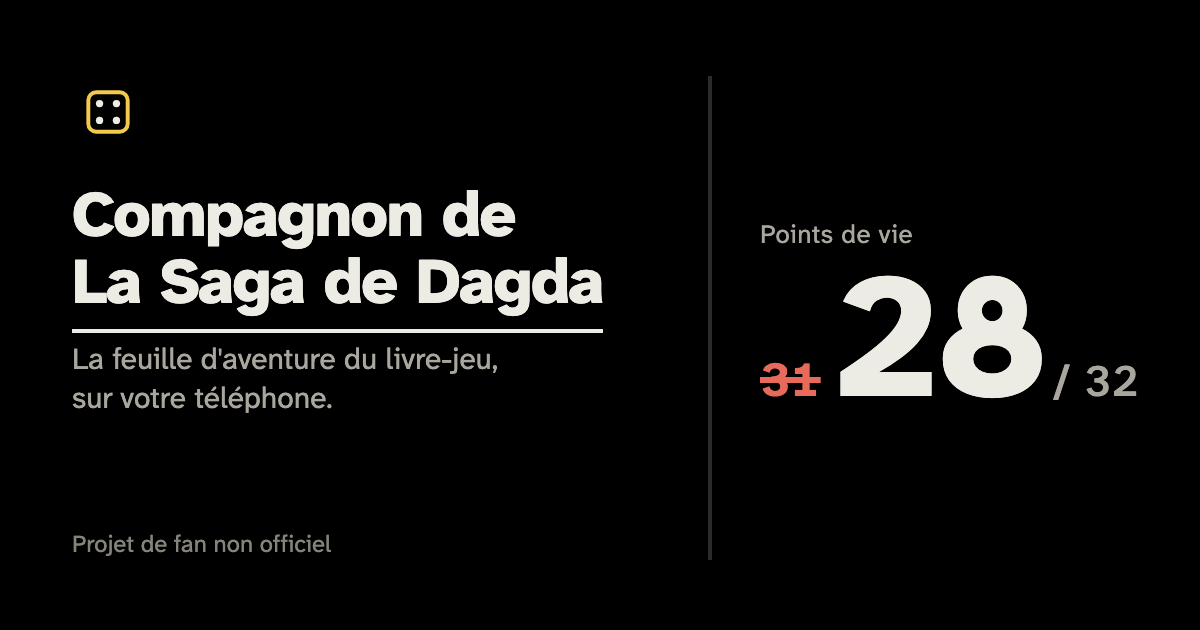 Compagnon de
La Saga de Dagda
La feuille d'aventure du livre-jeu,
sur votre téléphone.
Projet de fan non officiel
Points de vie
31 28 / 32